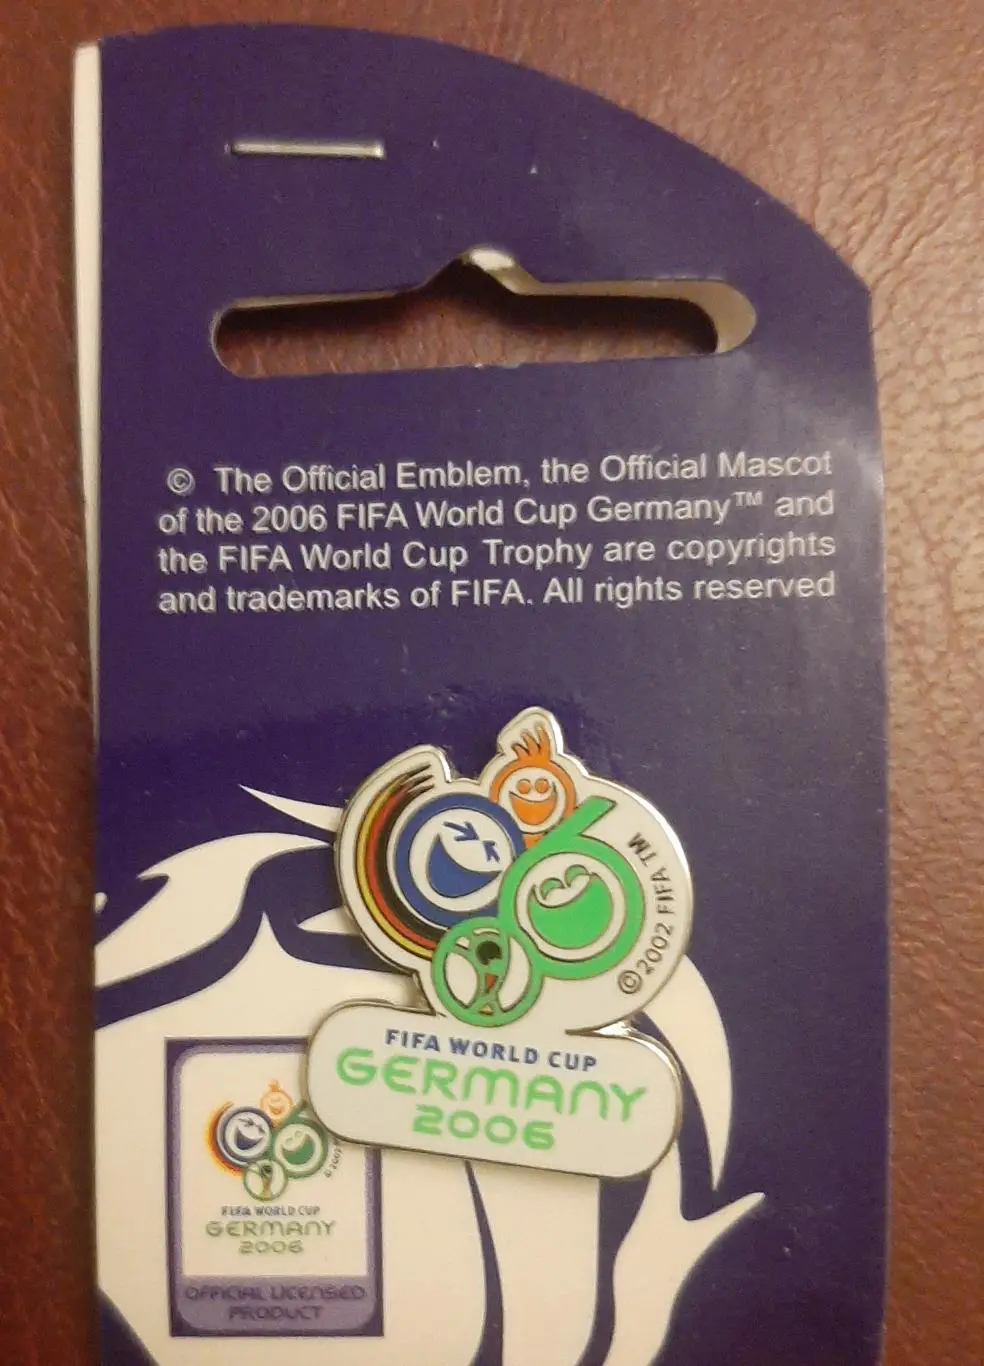 © The Official Emblem, the Official Mascot
of the 2006 FIFA World Cup Germany™ and
the FIFA World Cup Trophy are copyrights
and trademarks of FIFA. All rights reserved
©2002 FIFA TM
FIFA WORLD CUP
GERMANY
2006
© 2002
FIFA WORLD CUP
GERMANY
2006
OFFICIAL LICENSED
PRODUCT